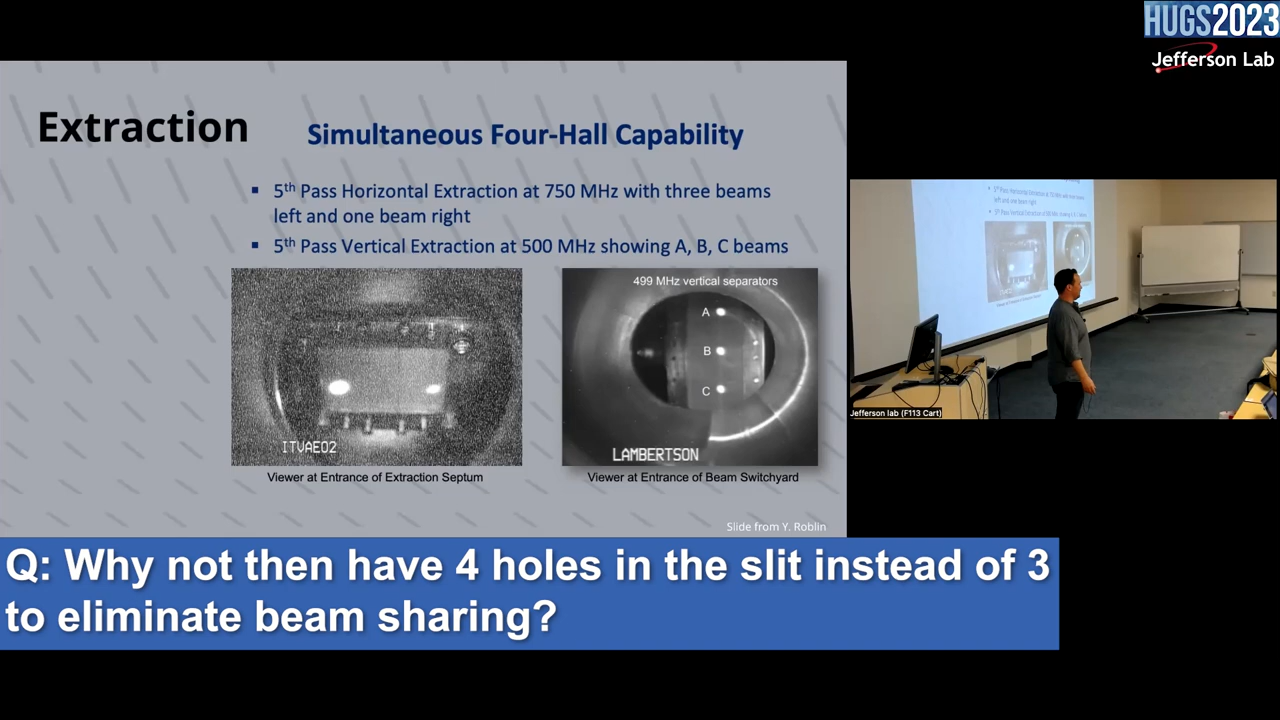 HUGS2023
Jefferson Lab
Extraction
Simultaneous Four-Hall Capability
▪ 5th Pass Horizontal Extraction at 750 MHz with three beams
left and one beam right
▪ 5th Pass Vertical Extraction at 500 MHz showing A, B, C beams
499 MHz vertical separators
A
B
C
ITVAE02
LAMBERTSON
Viewer at Entrance of Extraction Septum
Viewer at Entrance of Beam Switchyard
Slide from Y. Roblin
Jefferson lab (F113 Cart)
Q: Why not then have 4 holes in the slit instead of 3
to eliminate beam sharing?